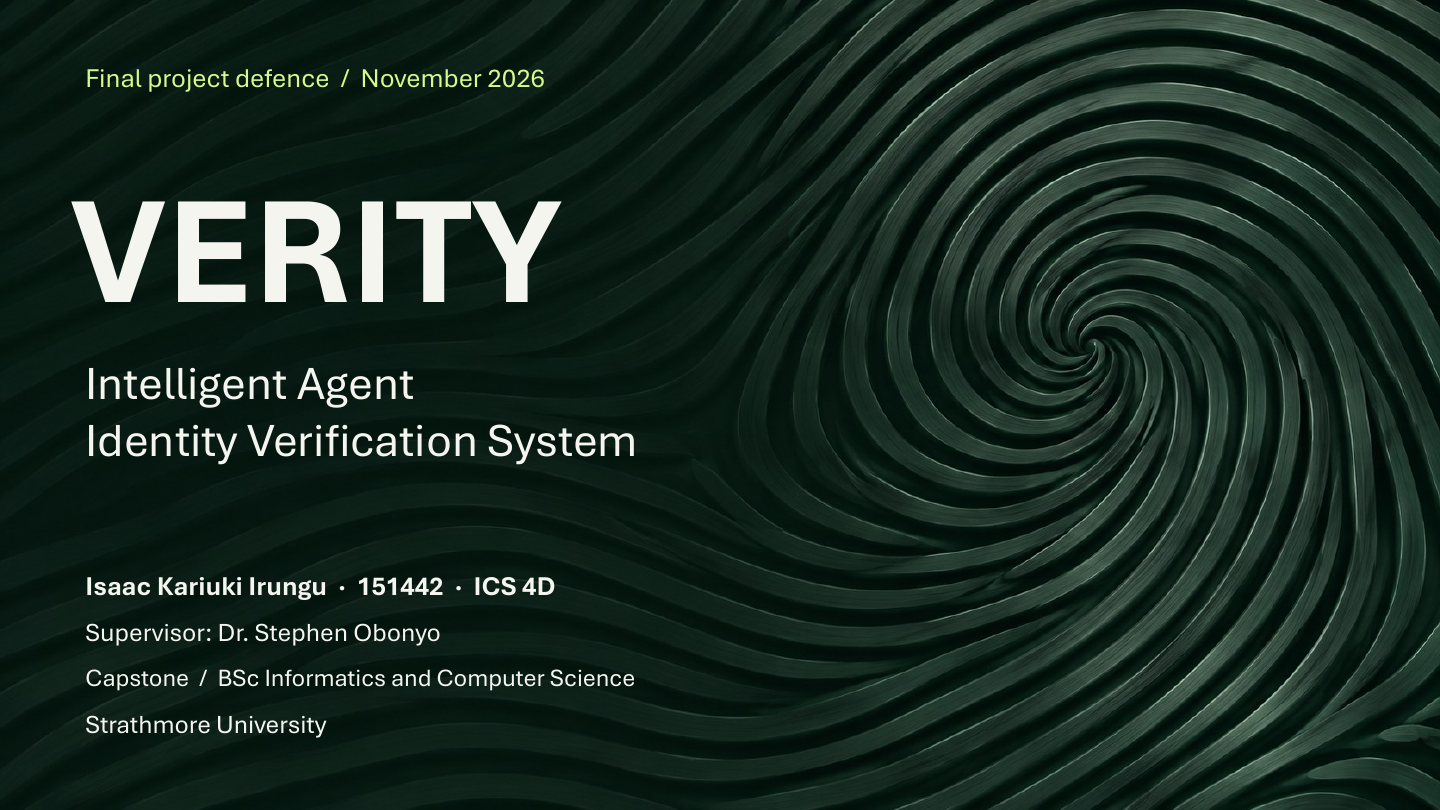 Final project defence / November 2026
VERITY
Intelligent Agent
Identity Verification System
Isaac Kariuki Irungu · 151442 · ICS 4D
Supervisor: Dr. Stephen Obonyo
Capstone / BSc Informatics and Computer Science
Strathmore University